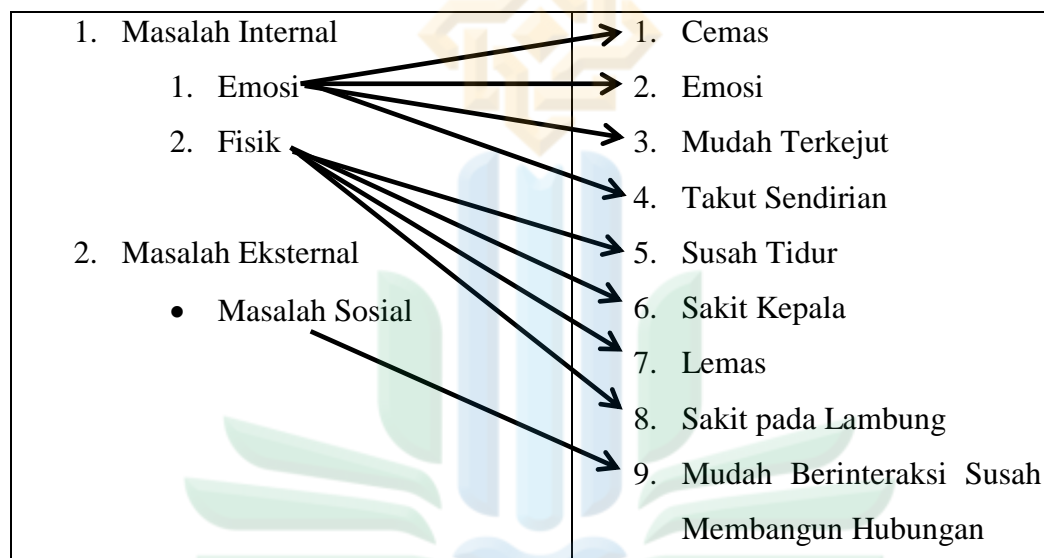 1. Masalah Internal
1. Emosi
2. Fisik
2. Masalah Eksternal
• Masalah Sosial
1. Cemas
2. Emosi
3. Mudah Terkejut
4. Takut Sendirian
5. Susah Tidur
6. Sakit Kepala
7. Lemas
8. Sakit pada Lambung
9. Mudah Berinteraksi Susah
Membangun Hubungan